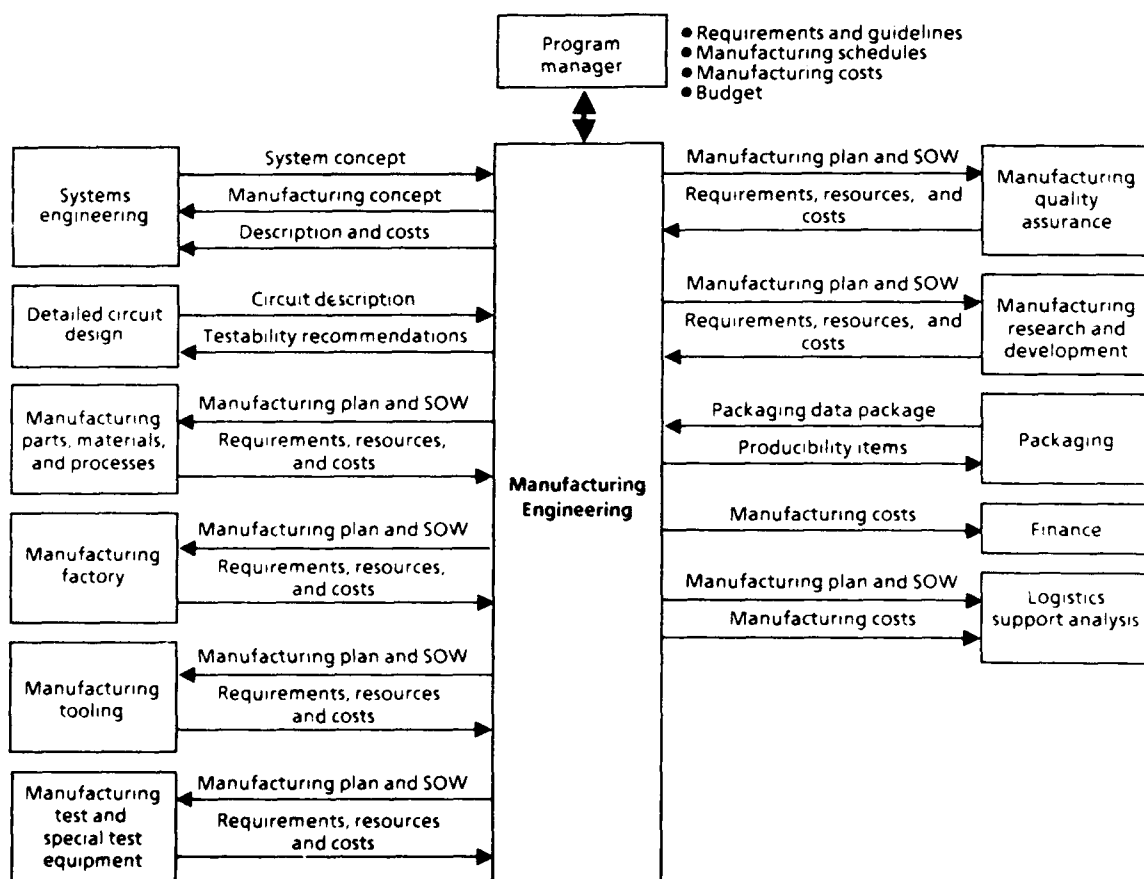 Program
manager
● Requirements and guidelines
● Manufacturing schedules
● Manufacturing costs
● Budget
Systems
engineering
System concept
Manufacturing concept
Description and costs
Detailed circuit
design
Circuit description
Testability recommendations
Manufacturing
parts, materials,
and processes
Manufacturing plan and SOW
Requirements, resources,
and costs
Manufacturing
factory
Manufacturing plan and SOW
Requirements, resources,
and costs
Manufacturing
tooling
Manufacturing plan and SOW
Requirements, resources
and costs
Manufacturing
test and
special test
equipment
Manufacturing plan and SOW
Requirements, resources
and costs
Manufacturing
Engineering
Manufacturing plan and SOW
Requirements, resources, and
costs
Manufacturing
quality
assurance
Manufacturing plan and SOW
Requirements, resources, and
costs
Manufacturing
research and
development
Packaging data package
Producibility items
Packaging
Manufacturing costs
Finance
Manufacturing plan and SOW
Manufacturing costs
Logistics
support analysis